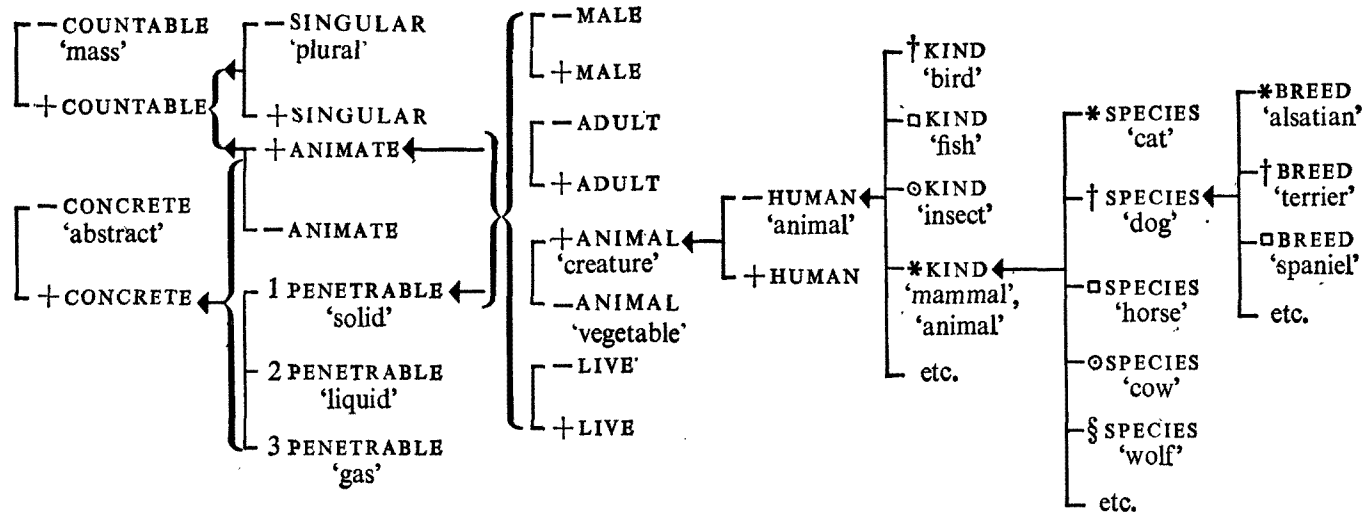 − COUNTABLE
'mass'
+ COUNTABLE
− CONCRETE
'abstract'
+ CONCRETE
− SINGULAR
'plural'
+ SINGULAR
+ ANIMATE
− ANIMATE
1 PENETRABLE
'solid'
2 PENETRABLE
'liquid'
3 PENETRABLE
'gas'
− MALE
+ MALE
− ADULT
+ ADULT
+ ANIMAL
'creature'
− ANIMAL
'vegetable'
− LIVE
+ LIVE
− HUMAN
'animal'
+ HUMAN
† KIND
'bird'
□ KIND
'fish'
⊙ KIND
'insect'
* KIND
'mammal',
'animal'
etc.
* SPECIES
'cat'
† SPECIES
'dog'
□ SPECIES
'horse'
⊙ SPECIES
'cow'
§ SPECIES
'wolf'
etc.
* BREED
'alsatian'
† BREED
'terrier'
□ BREED
'spaniel'
etc.